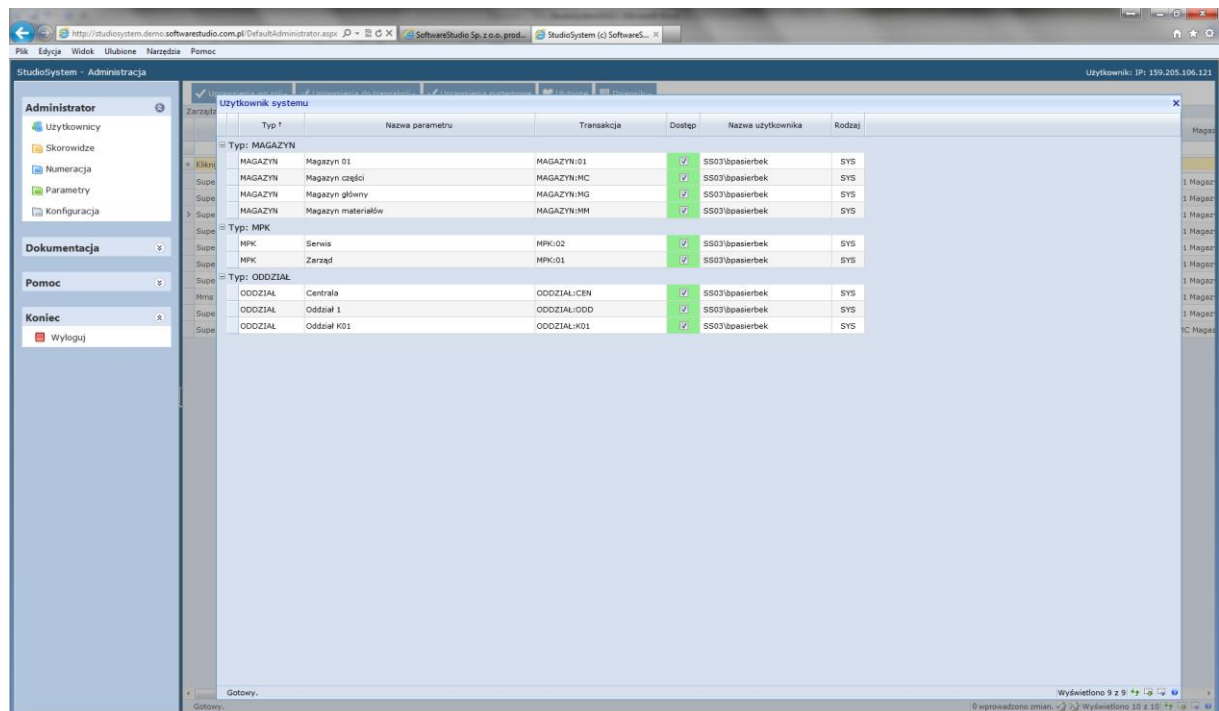 http://studiosystem.demo.softwarestudio.com.pl/DefaultAdministrator.aspx
SoftwareStudio Sp. z o.o. prod...
StudioSystem (c) SoftwareS...
Plik Edycja Widok Ulubione Narzędzia Pomoc
StudioSystem - Administracja
Użytkownik: IP: 159.205.106.121
Administrator
Użytkownicy
Skorowidze
Numeracja
Parametry
Konfiguracja
Dokumentacja
Pomoc
Koniec
Wyloguj
Użytkownik systemu
Typ Nazwa parametru Transakcja Dostęp Nazwa użytkownika Rodzaj
Typ: MAGAZYN
MAGAZYN Magazyn 01 MAGAZYN:01 SS03\bpasierbek SYS
MAGAZYN Magazyn części MAGAZYN:MC SS03\bpasierbek SYS
MAGAZYN Magazyn główny MAGAZYN:MG SS03\bpasierbek SYS
MAGAZYN Magazyn materiałów MAGAZYN:MM SS03\bpasierbek SYS
Typ: MPK
MPK Serwis MPK:02 SS03\bpasierbek SYS
MPK Zarząd MPK:01 SS03\bpasierbek SYS
Typ: ODDZIAŁ
ODDZIAŁ Centrala ODDZIAŁ:CEN SS03\bpasierbek SYS
ODDZIAŁ Oddział 1 ODDZIAŁ:ODD SS03\bpasierbek SYS
ODDZIAŁ Oddział K01 ODDZIAŁ:K01 SS03\bpasierbek SYS
Gotowy.
Wyświetlono 9 z 9
Gotowy.
0 wprowadzono zmian. Wyświetlono 10 z 10